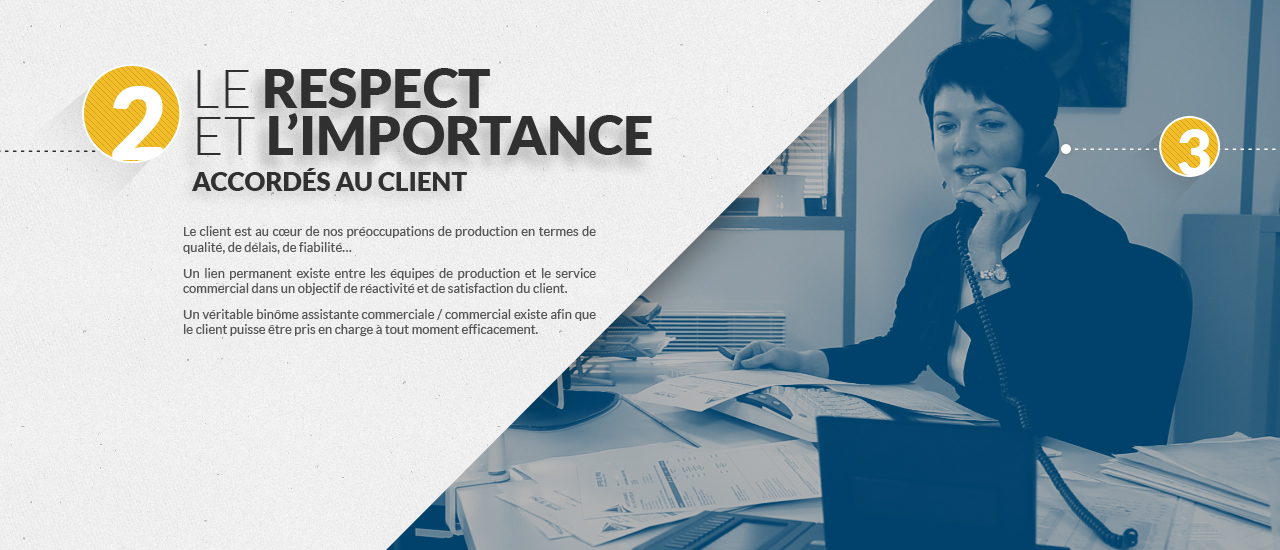 2
LE RESPECT
ET L'IMPORTANCE
ACCORDÉS AU CLIENT
Le client est au cœur de nos préoccupations de production en termes de
qualité, de délais, de fiabilité...
Un lien permanent existe entre les équipes de production et le service
commercial dans un objectif de réactivité et de satisfaction du client.
Un véritable binôme assistante commerciale / commercial existe afin que
le client puisse être pris en charge à tout moment efficacement.
3